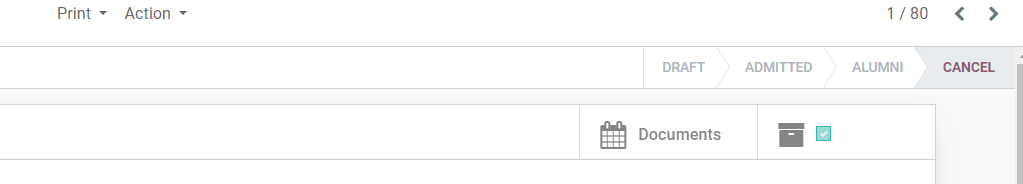 Print Action 1 / 80
DRAFT ADMITTED ALUMNI CANCEL
Documents